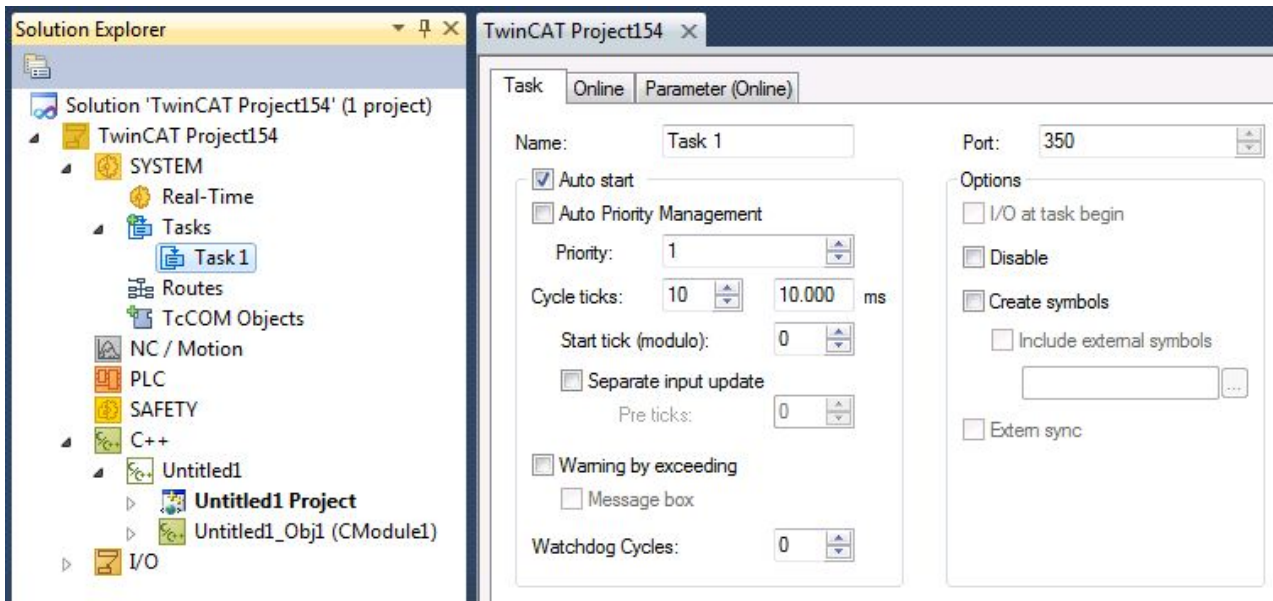 Solution Explorer
Solution 'TwinCAT Project154' (1 project)
TwinCAT Project154
SYSTEM
Real-Time
Tasks
Task 1
Routes
TcCOM Objects
NC / Motion
PLC
SAFETY
C++
Untitled1
Untitled1 Project
Untitled1_Obj1 (CModule1)
I/O
TwinCAT Project154
Task Online Parameter (Online)
Name: Task 1
Auto start
Auto Priority Management
Priority: 1
Cycle ticks: 10 10.000 ms
Start tick (modulo): 0
Separate input update
Pre ticks: 0
Warning by exceeding
Message box
Watchdog Cycles: 0
Port: 350
Options
I/O at task begin
Disable
Create symbols
Include external symbols
...
Extern sync